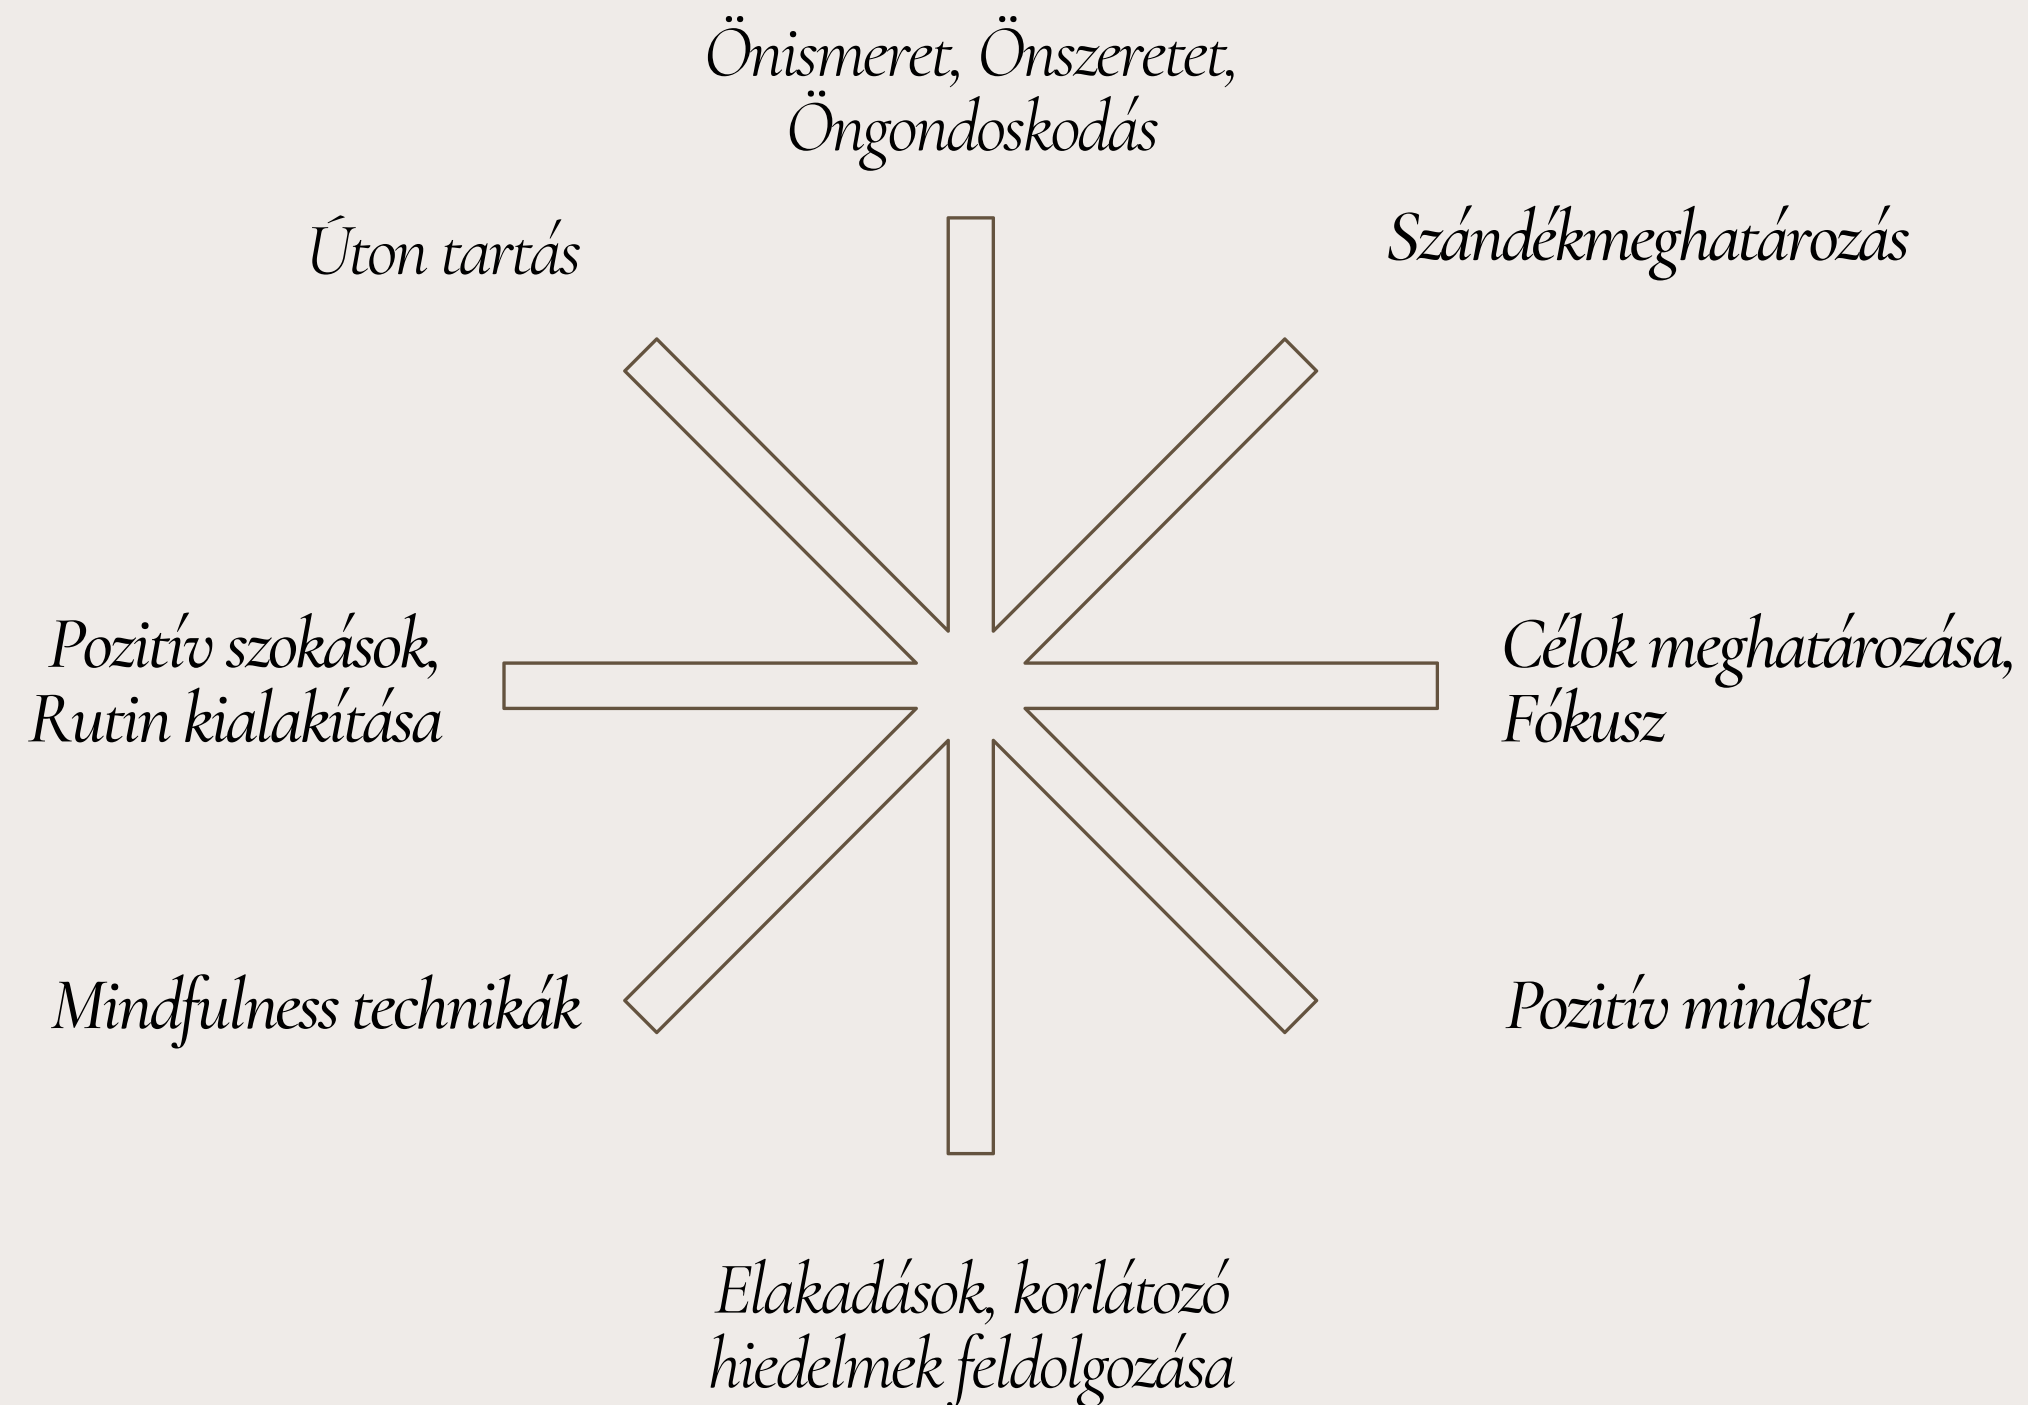 Önismeret, Önszeretet,
Öngondoskodás
Úton tartás
Szándékmeghatározás
Pozitív szokások,
Rutin kialakítása
Célok meghatározása,
Fókusz
Mindfulness technikák
Pozitív mindset
Elakadások, korlátozó
hiedelmek feldolgozása